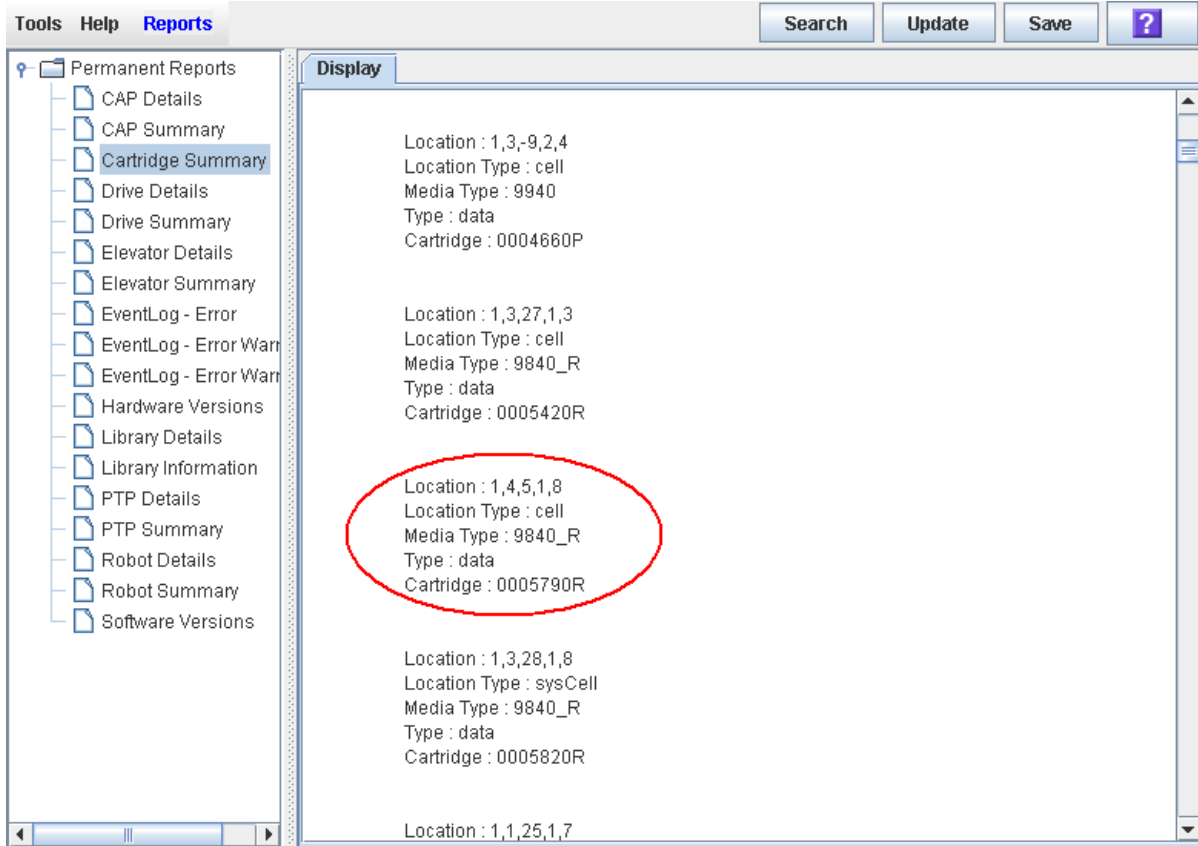 Tools Help Reports
Search Update Save ?
Permanent Reports
CAP Details
CAP Summary
Cartridge Summary
Drive Details
Drive Summary
Elevator Details
Elevator Summary
EventLog - Error
EventLog - Error Warr
EventLog - Error Warr
Hardware Versions
Library Details
Library Information
PTP Details
PTP Summary
Robot Details
Robot Summary
Software Versions
Display
Location : 1,3,-9,2,4
Location Type : cell
Media Type : 9940
Type : data
Cartridge : 0004660P
Location : 1,3,27,1,3
Location Type : cell
Media Type : 9840_R
Type : data
Cartridge : 0005420R
Location : 1,4,5,1,8
Location Type : cell
Media Type : 9840_R
Type : data
Cartridge : 0005790R
Location : 1,3,28,1,8
Location Type : sysCell
Media Type : 9840_R
Type : data
Cartridge : 0005820R
Location : 1,1,25,1,7